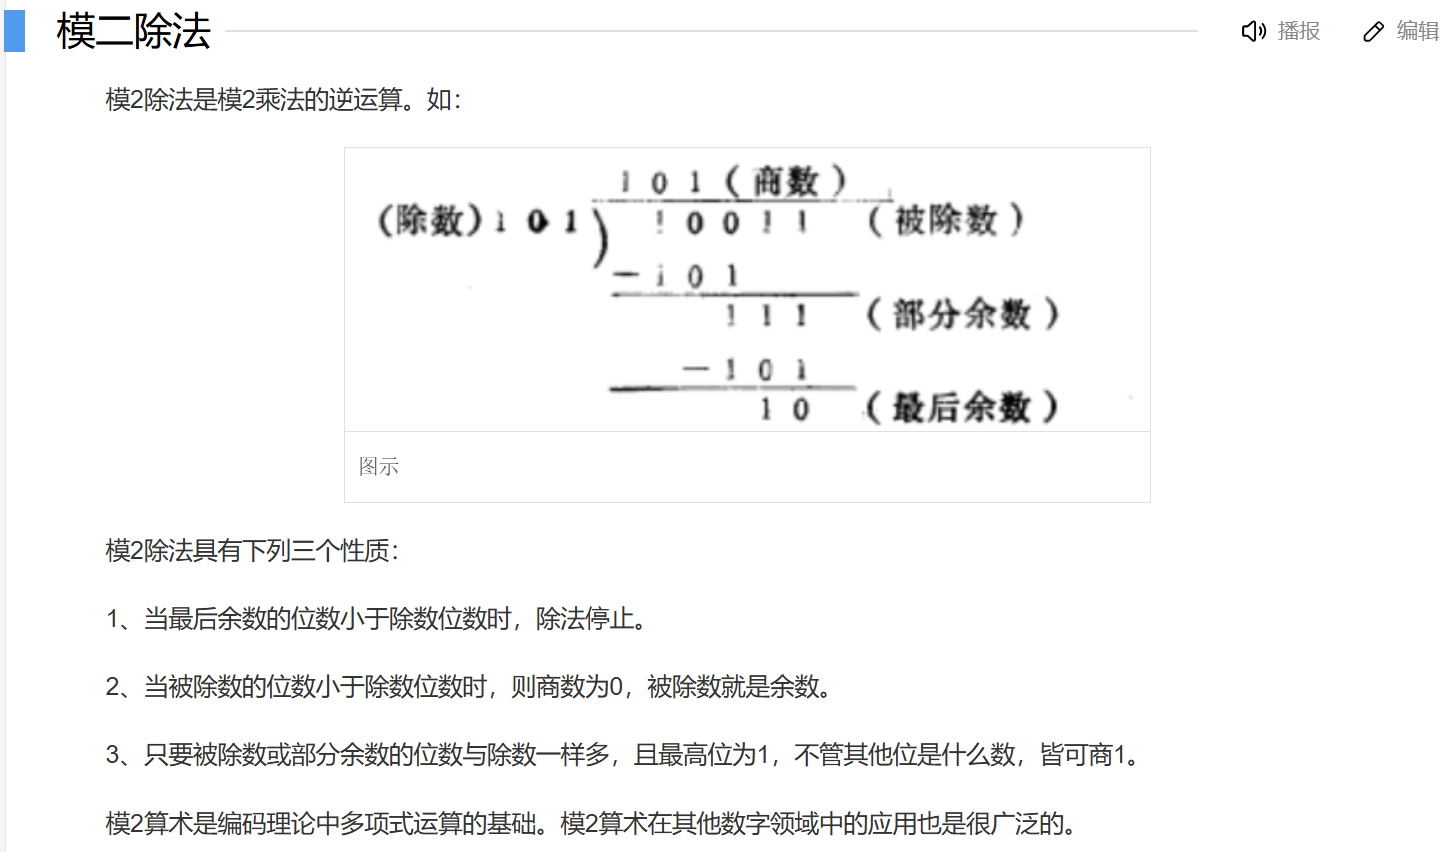 模二除法 播报 编辑
模2除法是模2乘法的逆运算。如：
1 0 1 ( 商数 )
(除数) 1 0 1 ) 1 0 0 1 1 ( 被除数 )
— 1 0 1
1 1 1 ( 部分余数 )
— 1 0 1
1 0 ( 最后余数 )
图示
模2除法具有下列三个性质：
1、当最后余数的位数小于除数位数时，除法停止。
2、当被除数的位数小于除数位数时，则商数为0，被除数就是余数。
3、只要被除数或部分余数的位数与除数一样多，且最高位为1，不管其他位是什么数，皆可商1。
模2算术是编码理论中多项式运算的基础。模2算术在其他数字领域中的应用也是很广泛的。